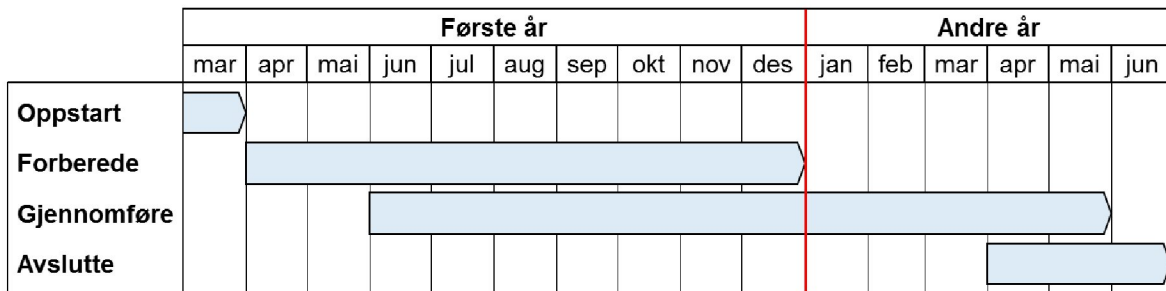 Første år Andre år
mar apr mai jun jul aug sep okt nov des jan feb mar apr mai jun
Oppstart
Forberede
Gjennomføre
Avslutte